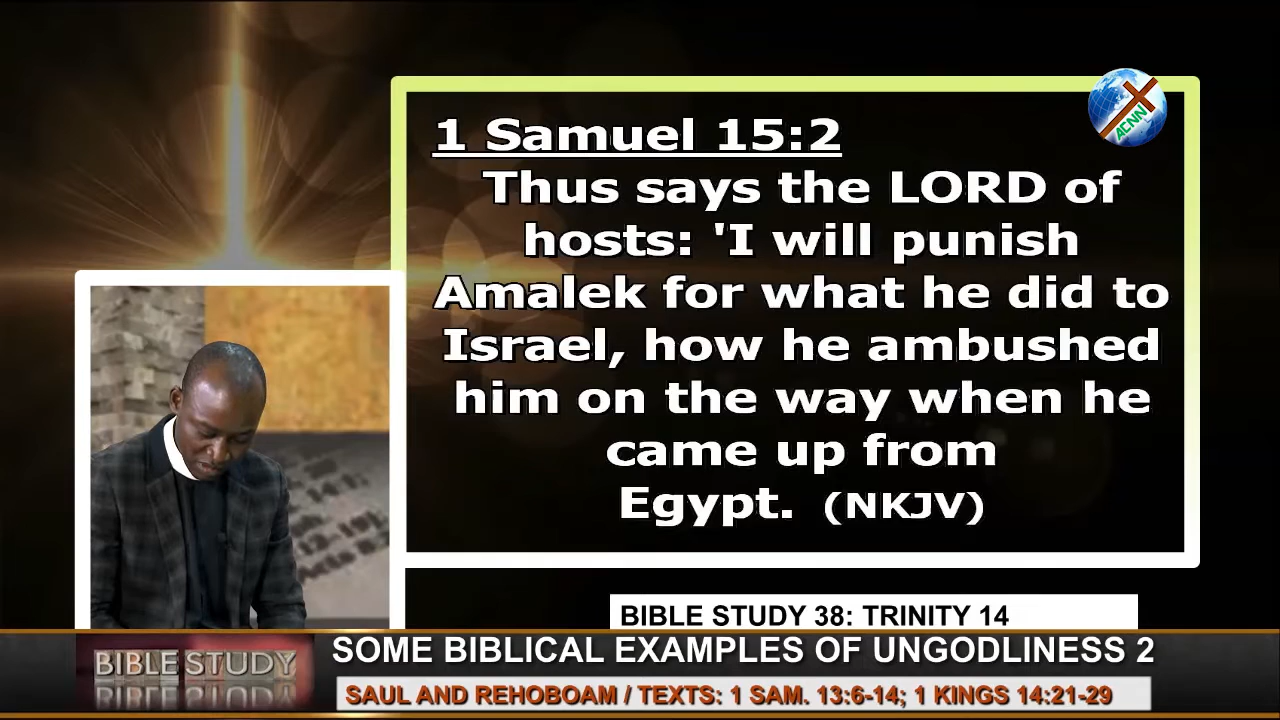 ACNN
1 Samuel 15:2
Thus says the LORD of
hosts: 'I will punish
Amalek for what he did to
Israel, how he ambushed
him on the way when he
came up from
Egypt. (NKJV)
BIBLE STUDY 38: TRINITY 14
BIBLE STUDY
SOME BIBLICAL EXAMPLES OF UNGODLINESS 2
SAUL AND REHOBOAM / TEXTS: 1 SAM. 13:6-14; 1 KINGS 14:21-29